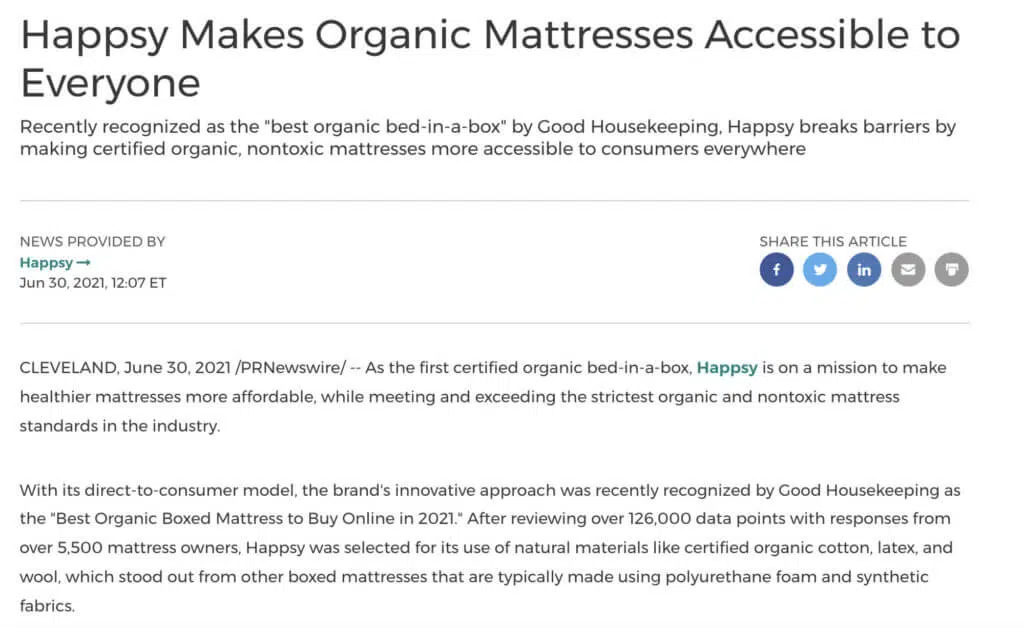 Happsy Makes Organic Mattresses Accessible to
Everyone
Recently recognized as the "best organic bed-in-a-box" by Good Housekeeping, Happsy breaks barriers by
making certified organic, nontoxic mattresses more accessible to consumers everywhere
NEWS PROVIDED BY
Happsy →
Jun 30, 2021, 12:07 ET
SHARE THIS ARTICLE
CLEVELAND, June 30, 2021 /PRNewswire/ -- As the first certified organic bed-in-a-box, Happsy is on a mission to make
healthier mattresses more affordable, while meeting and exceeding the strictest organic and nontoxic mattress
standards in the industry.
With its direct-to-consumer model, the brand's innovative approach was recently recognized by Good Housekeeping as
the "Best Organic Boxed Mattress to Buy Online in 2021." After reviewing over 126,000 data points with responses from
over 5,500 mattress owners, Happsy was selected for its use of natural materials like certified organic cotton, latex, and
wool, which stood out from other boxed mattresses that are typically made using polyurethane foam and synthetic
fabrics.